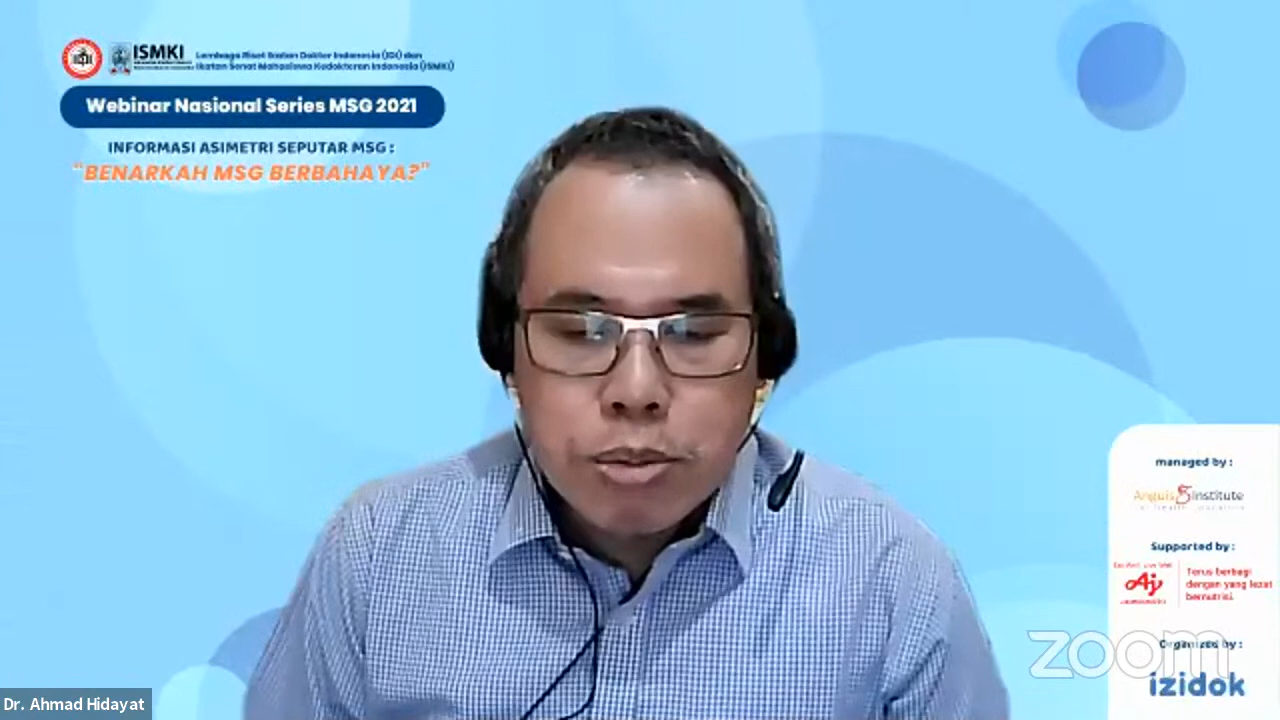 ISMKI
Lembaga Riset Ikatan Dokter Indonesia (IDI) dan
Ikatan Senat Mahasiswa Kedokteran Indonesia (ISMKI)
Webinar Nasional Series MSG 2021
INFORMASI ASIMETRI SEPUTAR MSG :
"BENARKAH MSG BERBAHAYA?"
managed by :
Anguis Institute
Supported by :
Aj
Terus berbagi
dengan yang lezat
bernutrisi.
Organized by :
zoom
izidok
Dr. Ahmad Hidayat